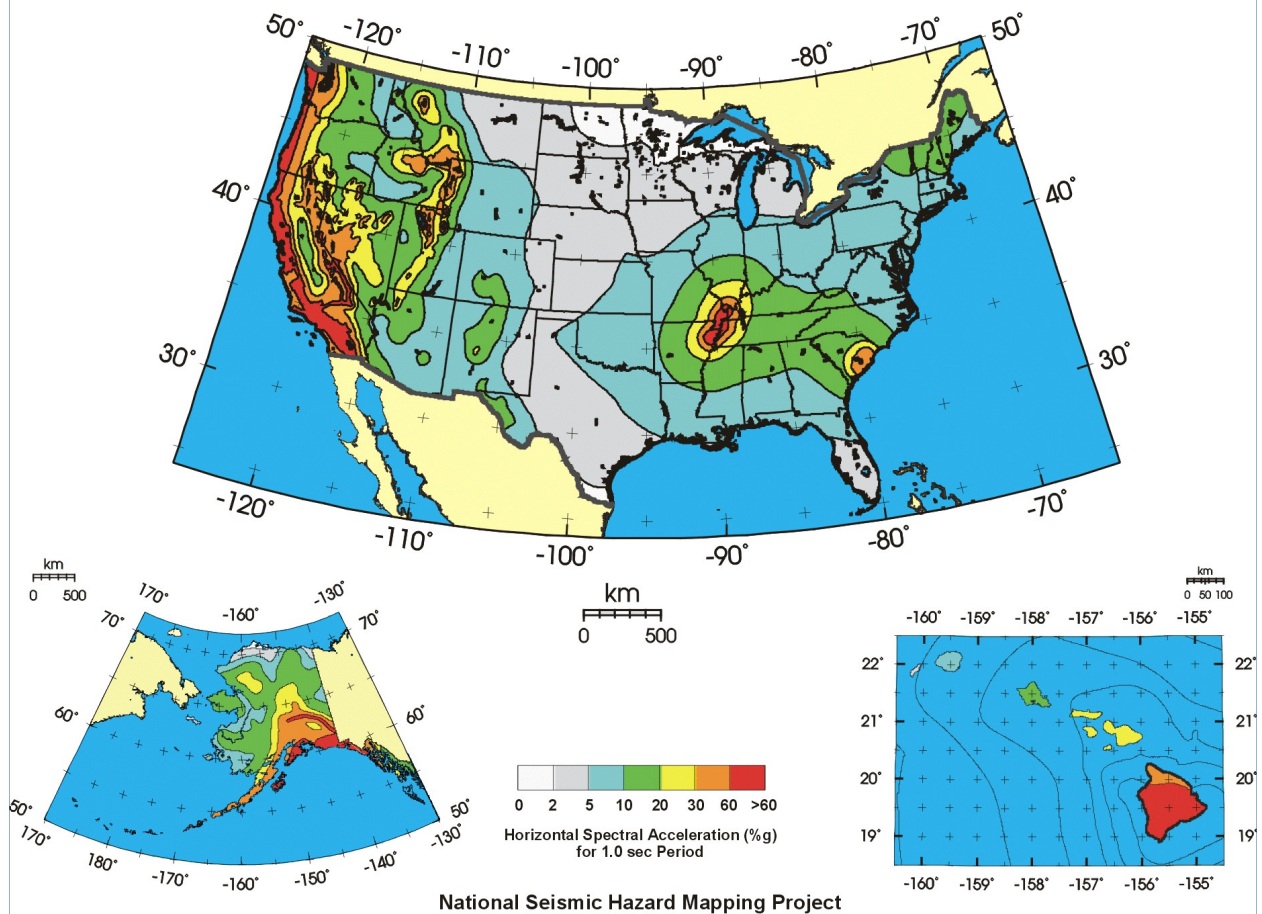 50˚ -120˚ -110˚ -100˚ -90˚ -80˚ -70˚ 50˚
40˚ 40˚
30˚ 30˚
-120˚ -110˚ -100˚ -90˚ -80˚ -70˚
km
0 500
170˚ -160˚ -130˚
70˚ 70˚
60˚ 60˚
50˚ 50˚
170˚ 180˚ -170˚ -160˚ -150˚ -140˚ -130˚
km
0 500
km
0 50 100
-160˚ -159˚ -158˚ -157˚ -156˚ -155˚
22˚ 22˚
21˚ 21˚
20˚ 20˚
19˚ 19˚
-160˚ -159˚ -158˚ -157˚ -156˚ -155˚
0 2 5 10 20 30 60 >60
Horizontal Spectral Acceleration (%g)
for 1.0 sec Period
National Seismic Hazard Mapping Project